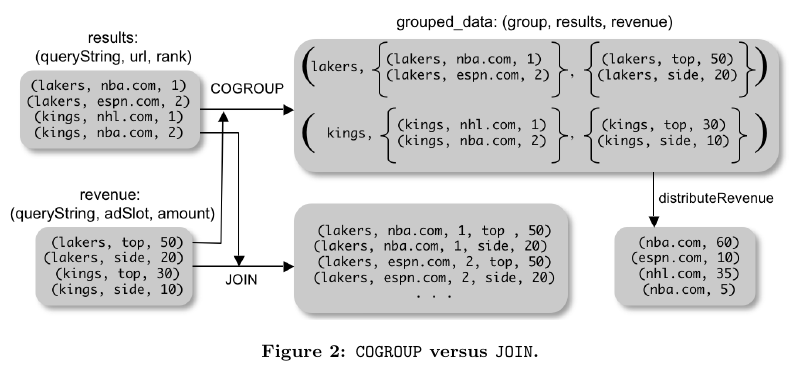 results:
(queryString, url, rank)
(lakers, nba.com, 1)
(lakers, espn.com, 2)
(kings, nhl.com, 1)
(kings, nba.com, 2)
COGROUP
grouped_data: (group, results, revenue)
(lakers, {(lakers, nba.com, 1)
(lakers, espn.com, 2)}, {(lakers, top, 50)
(lakers, side, 20)})
(kings, {(kings, nhl.com, 1)
(kings, nba.com, 2)}, {(kings, top, 30)
(kings, side, 10)})
revenue:
(queryString, adSlot, amount)
(lakers, top, 50)
(lakers, side, 20)
(kings, top, 30)
(kings, side, 10)
JOIN
(lakers, nba.com, 1, top , 50)
(lakers, nba.com, 1, side, 20)
(lakers, espn.com, 2, top, 50)
(lakers, espn.com, 2, side, 20)
. . .
distributeRevenue
(nba.com, 60)
(espn.com, 10)
(nhl.com, 35)
(nba.com, 5)
Figure 2: COGROUP versus JOIN.